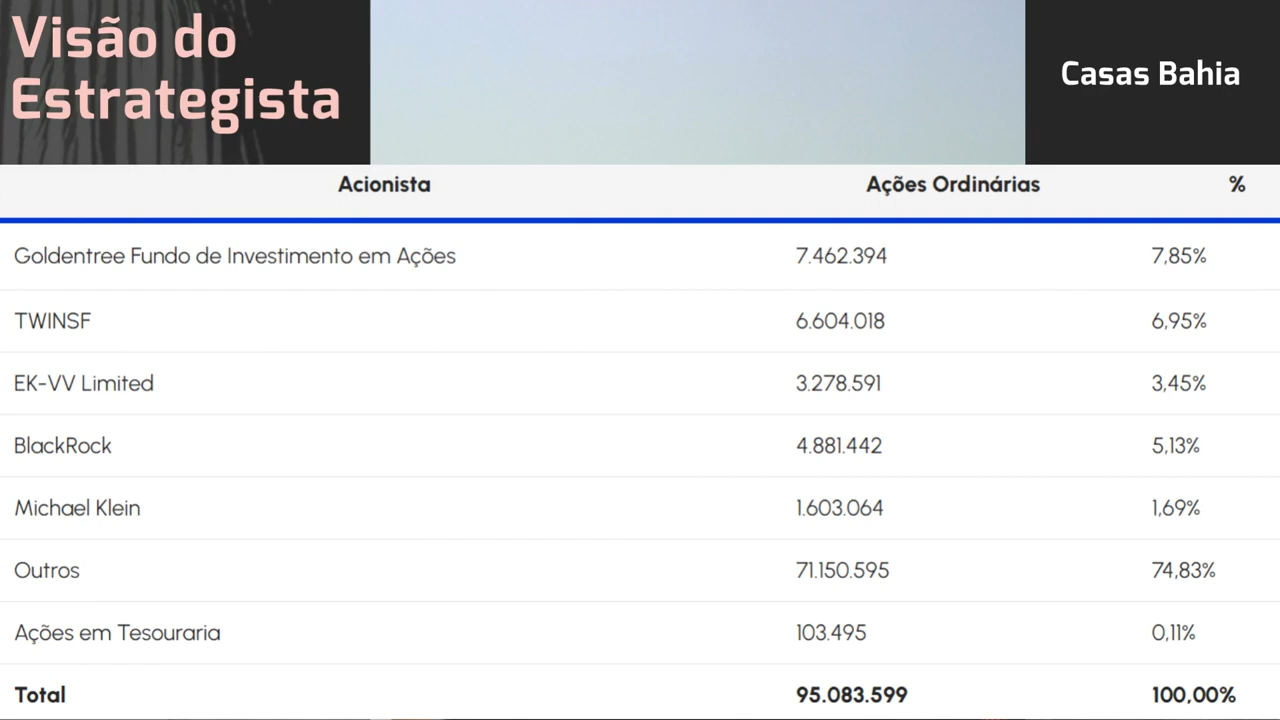 Visão do
Estrategista
Casas Bahia
Acionista Ações Ordinárias %
Goldentree Fundo de Investimento em Ações 7.462.394 7,85%
TWINSF 6.604.018 6,95%
EK-VV Limited 3.278.591 3,45%
BlackRock 4.881.442 5,13%
Michael Klein 1.603.064 1,69%
Outros 71.150.595 74,83%
Ações em Tesouraria 103.495 0,11%
Total 95.083.599 100,00%